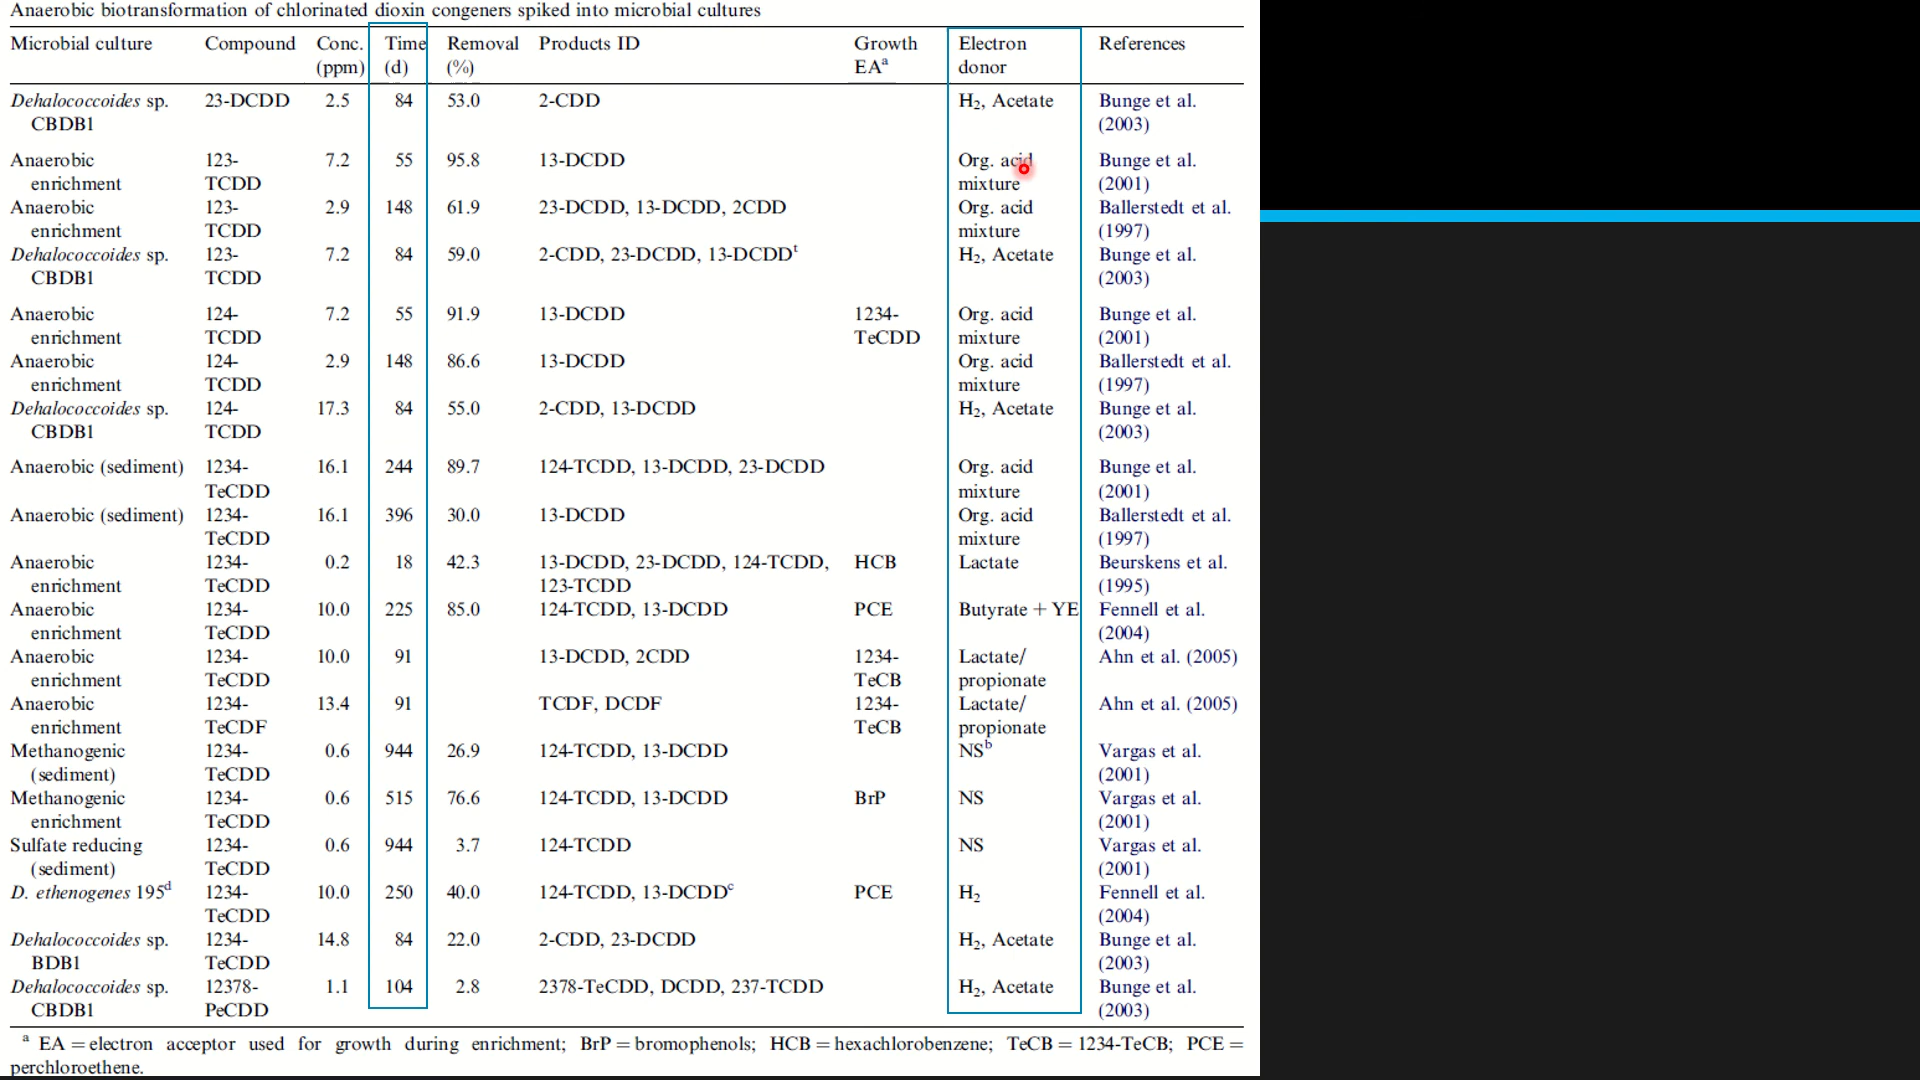 Anaerobic biotransformation of chlorinated dioxin congeners spiked into microbial cultures
Microbial culture Compound Conc. Time Removal Products ID Growth Electron References
(ppm) (d) (%) EAᵃ donor
Dehalococcoides sp. 23-DCDD 2.5 84 53.0 2-CDD H₂, Acetate Bunge et al.
CBDB1 (2003)
Anaerobic 123- 7.2 55 95.8 13-DCDD Org. acid Bunge et al.
enrichment TCDD mixture (2001)
Anaerobic 123- 2.9 148 61.9 23-DCDD, 13-DCDD, 2CDD Org. acid Ballerstedt et al.
enrichment TCDD mixture (1997)
Dehalococcoides sp. 123- 7.2 84 59.0 2-CDD, 23-DCDD, 13-DCDDᵗ H₂, Acetate Bunge et al.
CBDB1 TCDD (2003)
Anaerobic 124- 7.2 55 91.9 13-DCDD 1234- Org. acid Bunge et al.
enrichment TCDD TeCDD mixture (2001)
Anaerobic 124- 2.9 148 86.6 13-DCDD Org. acid Ballerstedt et al.
enrichment TCDD mixture (1997)
Dehalococcoides sp. 124- 17.3 84 55.0 2-CDD, 13-DCDD H₂, Acetate Bunge et al.
CBDB1 TCDD (2003)
Anaerobic (sediment) 1234- 16.1 244 89.7 124-TCDD, 13-DCDD, 23-DCDD Org. acid Bunge et al.
TeCDD mixture (2001)
Anaerobic (sediment) 1234- 16.1 396 30.0 13-DCDD Org. acid Ballerstedt et al.
TeCDD mixture (1997)
Anaerobic 1234- 0.2 18 42.3 13-DCDD, 23-DCDD, 124-TCDD, HCB Lactate Beurskens et al.
enrichment TeCDD 123-TCDD (1995)
Anaerobic 1234- 10.0 225 85.0 124-TCDD, 13-DCDD PCE Butyrate + YE Fennell et al.
enrichment TeCDD (2004)
Anaerobic 1234- 10.0 91 13-DCDD, 2CDD 1234- Lactate/ Ahn et al. (2005)
enrichment TeCDD TeCB propionate
Anaerobic 1234- 13.4 91 TCDF, DCDF 1234- Lactate/ Ahn et al. (2005)
enrichment TeCDF TeCB propionate
Methanogenic 1234- 0.6 944 26.9 124-TCDD, 13-DCDD NSᵇ Vargas et al.
(sediment) TeCDD (2001)
Methanogenic 1234- 0.6 515 76.6 124-TCDD, 13-DCDD BrP NS Vargas et al.
enrichment TeCDD (2001)
Sulfate reducing 1234- 0.6 944 3.7 124-TCDD NS Vargas et al.
(sediment) TeCDD (2001)
D. ethenogenes 195ᵈ 1234- 10.0 250 40.0 124-TCDD, 13-DCDDᶜ PCE H₂ Fennell et al.
TeCDD (2004)
Dehalococcoides sp. 1234- 14.8 84 22.0 2-CDD, 23-DCDD H₂, Acetate Bunge et al.
BDB1 TeCDD (2003)
Dehalococcoides sp. 12378- 1.1 104 2.8 2378-TeCDD, DCDD, 237-TCDD H₂, Acetate Bunge et al.
CBDB1 PeCDD (2003)
ᵃ EA = electron acceptor used for growth during enrichment; BrP = bromophenols; HCB = hexachlorobenzene; TeCB = 1234-TeCB; PCE =
perchloroethene.